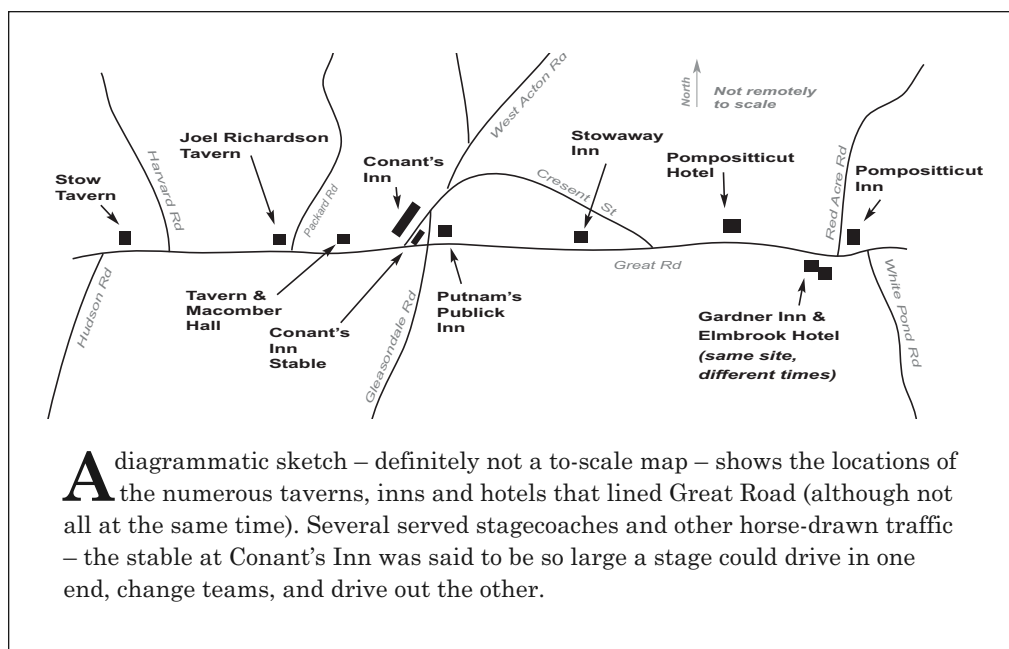 West Acton Rd
North
Not remotely
to scale
Harvard Rd
Joel Richardson
Tavern
Packard Rd
Conant's
Inn
Stowaway
Inn
Cresent St
Pompositticut
Hotel
Red Acre Rd
Pompositticut
Inn
Stow
Tavern
Great Rd
Hudson Rd
Tavern &
Macomber
Hall
Conant's
Inn
Stable
Gleasondale Rd
Putnam's
Publick
Inn
Gardner Inn &
Elmbrook Hotel
(same site,
different times)
White Pond Rd
A diagrammatic sketch – definitely not a to-scale map – shows the locations of
the numerous taverns, inns and hotels that lined Great Road (although not
all at the same time). Several served stagecoaches and other horse-drawn traffic
– the stable at Conant's Inn was said to be so large a stage could drive in one
end, change teams, and drive out the other.